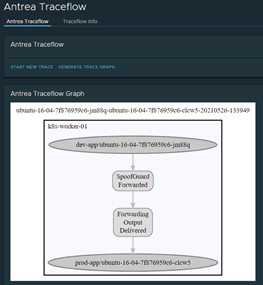 Antrea Traceflow
Antrea Traceflow Traceflow Info
Antrea Traceflow
START NEW TRACE GENERATE TRACE GRAPH
Antrea Traceflow Graph
ubuntu-16-04-7f876959c6-jm88q-ubuntu-16-04-7f876959c6-clcw5-20210526-133949
k8s-worker-01
dev-app/ubuntu-16-04-7f876959c6-jm88q
SpoofGuard
Forwarded
Forwarding
Output
Delivered
prod-app/ubuntu-16-04-7f876959c6-clcw5